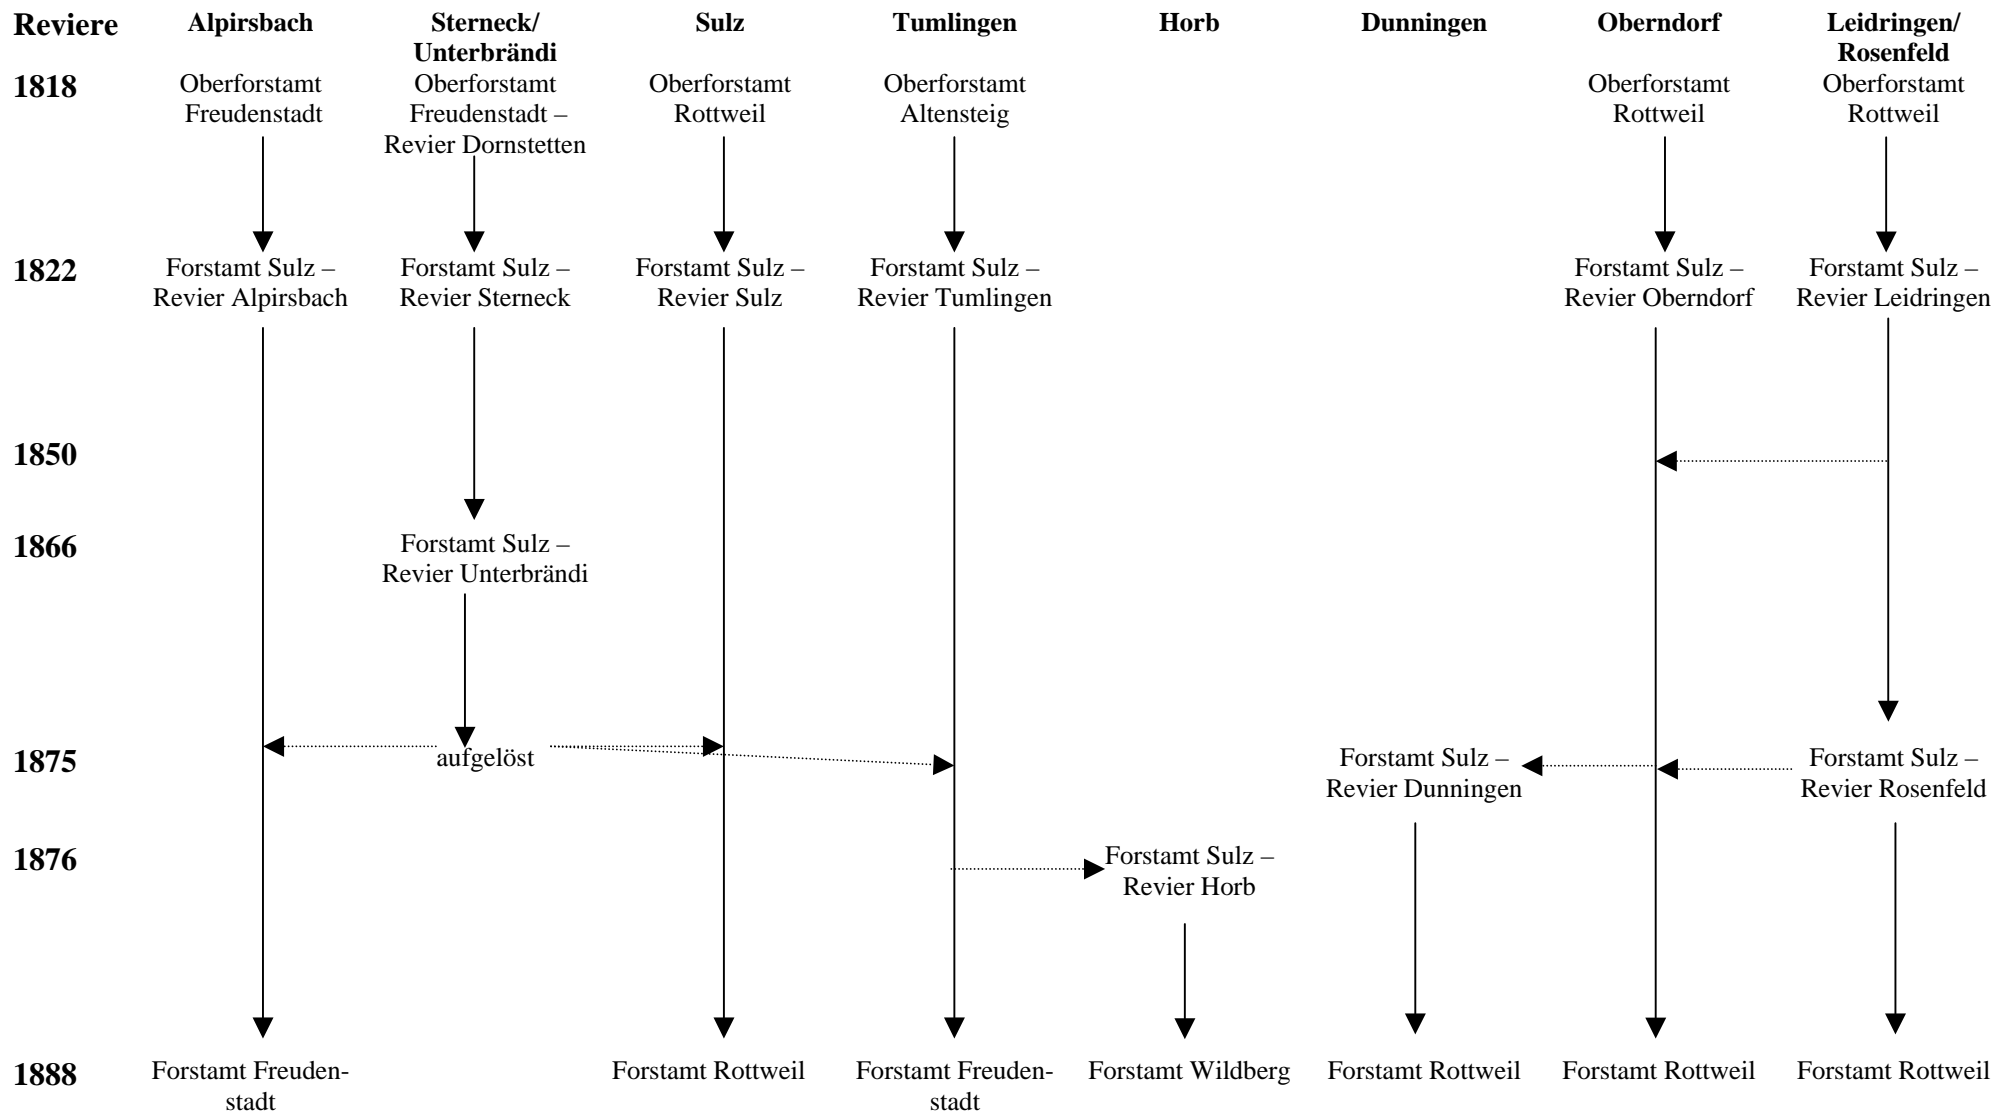 Reviere Alpirsbach Sterneck/ Sulz Tumlingen Horb Dunningen Oberndorf Leidringen/
Unterbrändi Rosenfeld
1818 Oberforstamt Oberforstamt Oberforstamt Oberforstamt Oberforstamt Oberforstamt
Freudenstadt Freudenstadt – Rottweil Altensteig Rottweil Rottweil
Revier Dornstetten
1822 Forstamt Sulz – Forstamt Sulz – Forstamt Sulz – Forstamt Sulz – Forstamt Sulz – Forstamt Sulz –
Revier Alpirsbach Revier Sterneck Revier Sulz Revier Tumlingen Revier Oberndorf Revier Leidringen
1850
1866 Forstamt Sulz –
Revier Unterbrändi
1875 aufgelöst Forstamt Sulz – Forstamt Sulz –
Revier Dunningen Revier Rosenfeld
1876 Forstamt Sulz –
Revier Horb
1888 Forstamt Freuden- Forstamt Rottweil Forstamt Freuden- Forstamt Wildberg Forstamt Rottweil Forstamt Rottweil Forstamt Rottweil
stadt stadt